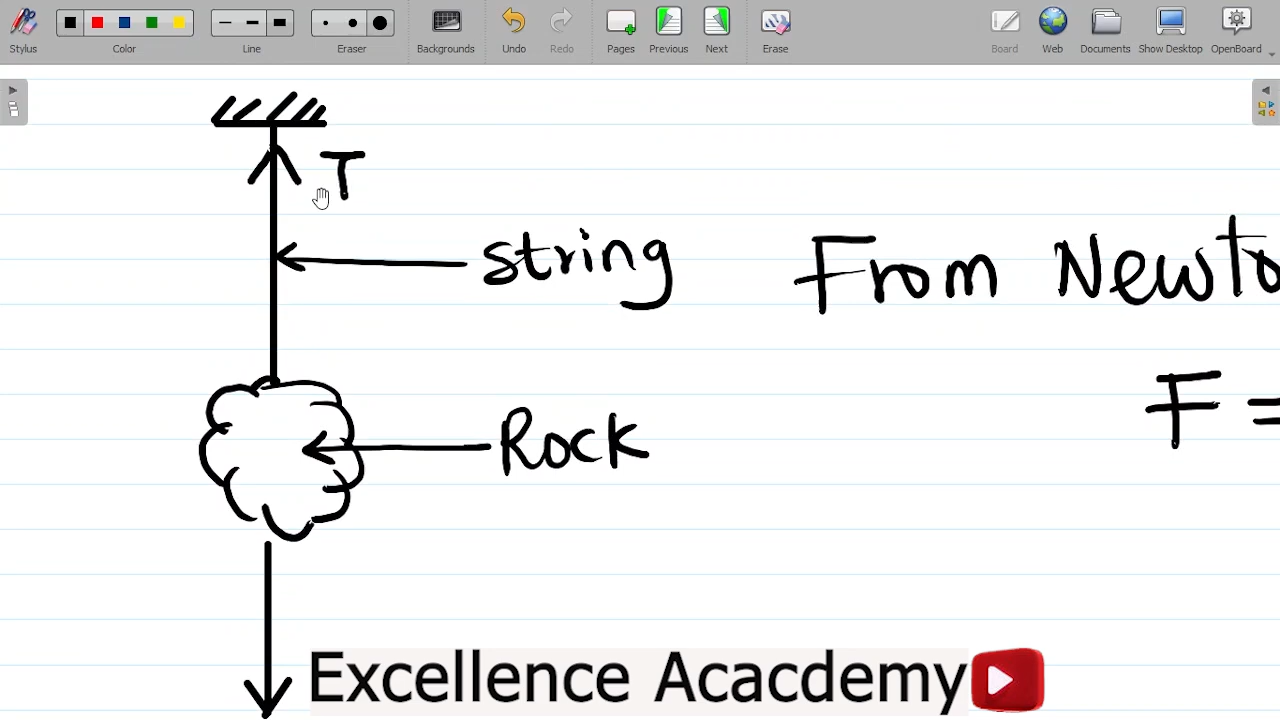 Stylus
Color
Line
Eraser
Backgrounds
Undo
Redo
Pages
Previous
Next
Erase
Board
Web
Documents
Show Desktop
OpenBoard
T
string
From Newto
Rock
F =
Excellence Acacdemy